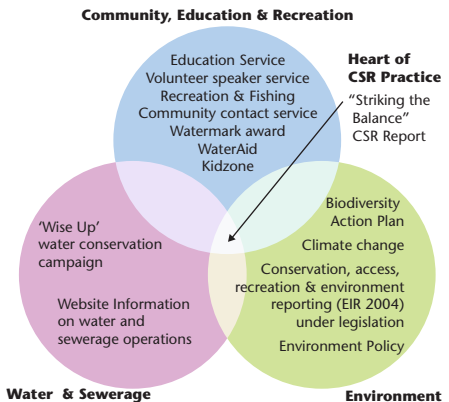 Community, Education & Recreation
Education Service
Volunteer speaker service
Recreation & Fishing
Community contact service
Watermark award
WaterAid
Kidzone
Heart of
CSR Practice
“Striking the
Balance”
CSR Report
‘Wise Up’
water conservation
campaign
Website Information
on water and
sewerage operations
Biodiversity
Action Plan
Climate change
Conservation, access,
recreation & environment
reporting (EIR 2004)
under legislation
Environment Policy
Water & Sewerage
Environment